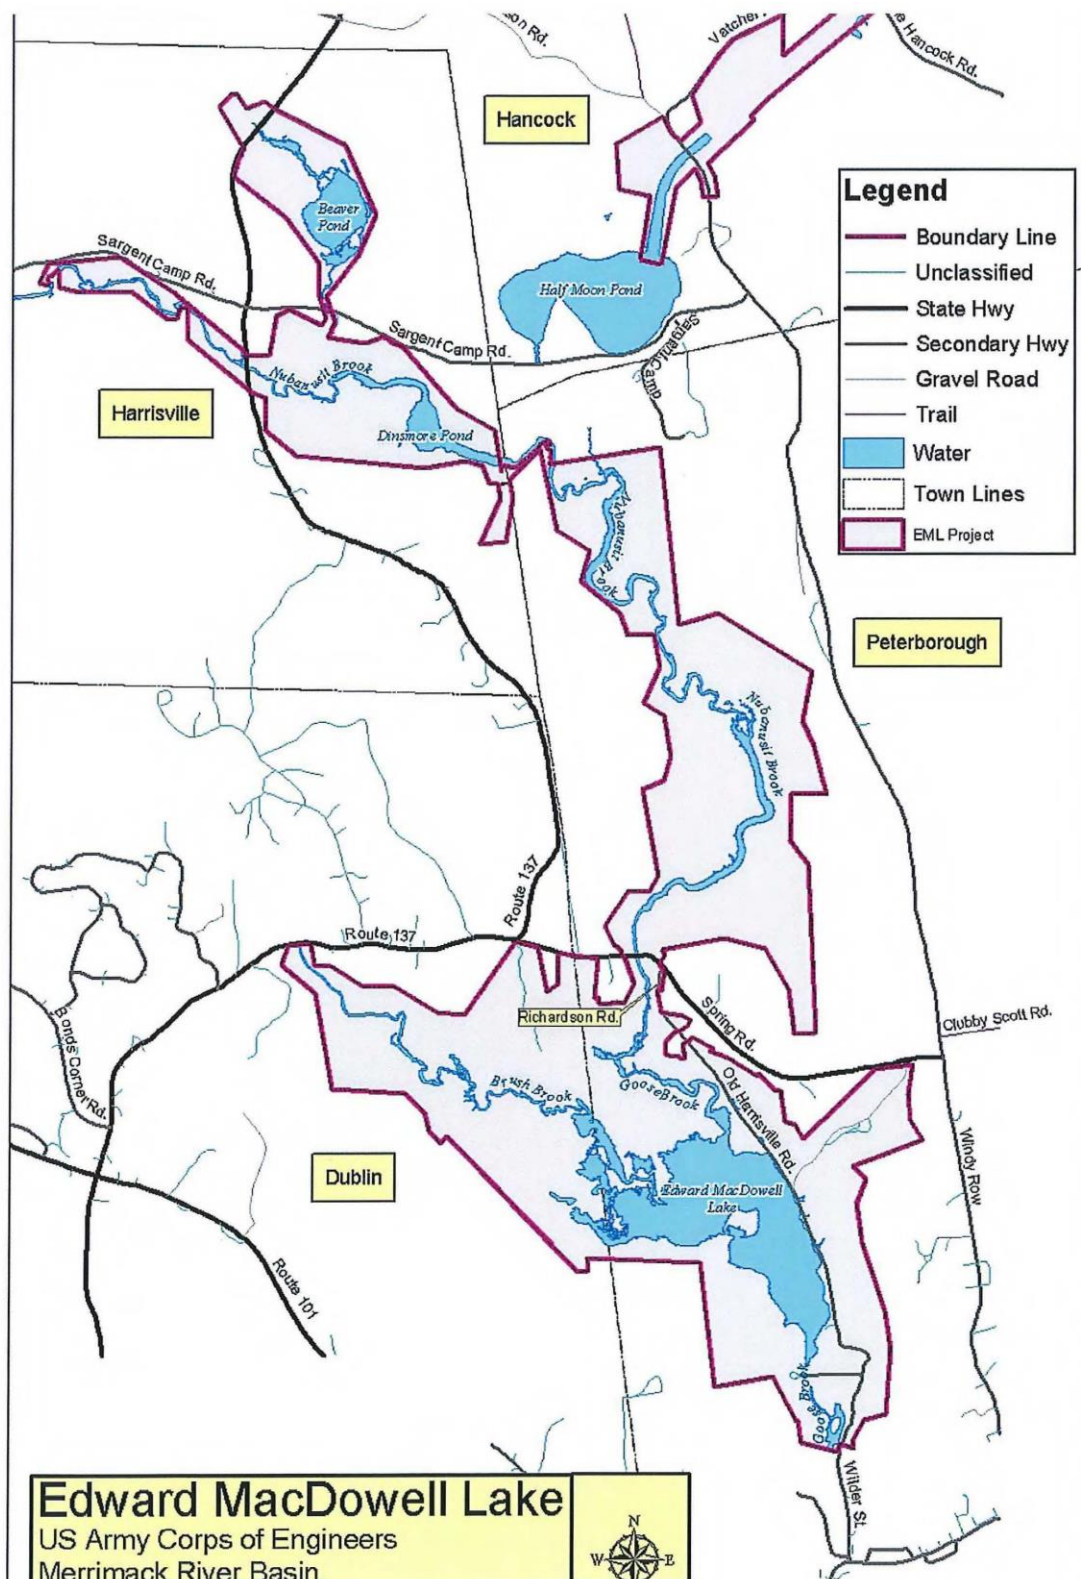 on Rd.
Vatcher
e Hancock Rd.
Hancock
Beaver
Pond
Sargent Camp Rd.
Half Moon Pond
Sargent Camp Rd.
Sargent Camp
Nubanusit Brook
Harrisville
Dinsmore Pond
Legend
Boundary Line
Unclassified
State Hwy
Secondary Hwy
Gravel Road
Trail
Water
Town Lines
EML Project
Nubanusit Brook
Peterborough
Nubanusit Brook
Route 137
Route 137
Richardson Rd.
Spring Rd.
Clubby Scott Rd.
Bonds Corner Rd.
Brush Brook
Goose Brook
Old Harrisville Rd.
Windy Row
Dublin
Edward MacDowell
Lake
Route 101
Goose Brook
Wilder St.
Edward MacDowell Lake
US Army Corps of Engineers
Merrimack River Basin
N
W
E